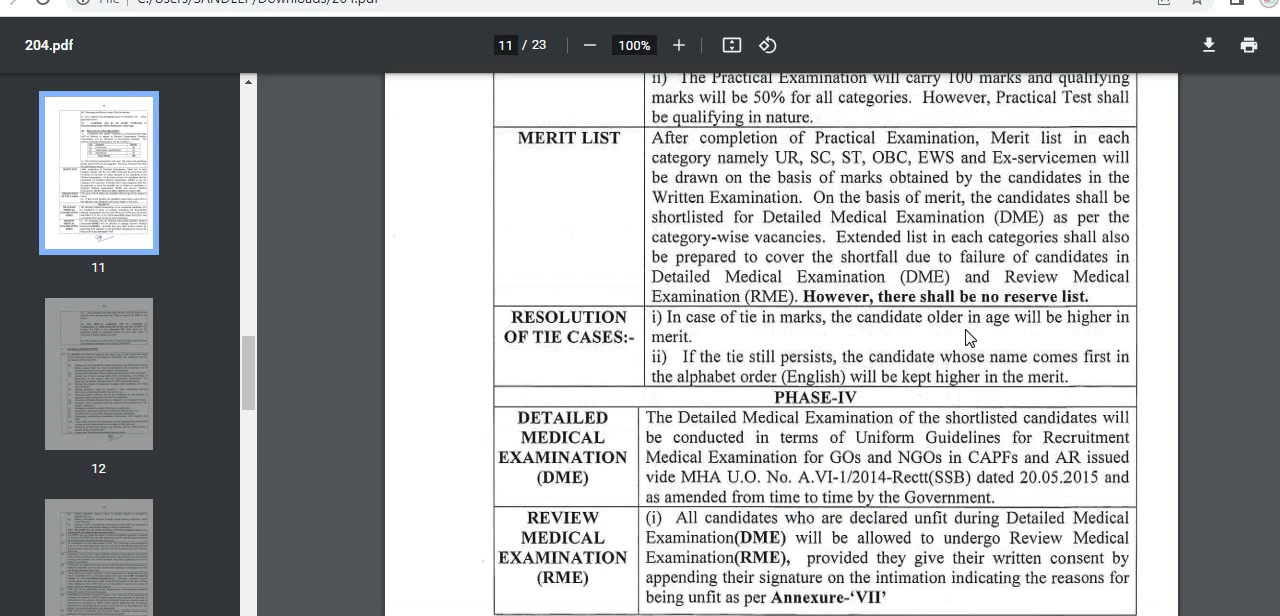 File
204.pdf
11 / 23
100%
11
12
ii) The Practical Examination will carry 100 marks and qualifying
marks will be 50% for all categories. However, Practical Test shall
be qualifying in nature.
MERIT LIST
After completion of Practical Examination, Merit list in each
category namely UR, SC, ST, OBC, EWS and Ex-servicemen will
be drawn on the basis of marks obtained by the candidates in the
Written Examination. On the basis of merit, the candidates shall be
shortlisted for Detailed Medical Examination (DME) as per the
category-wise vacancies. Extended list in each categories shall also
be prepared to cover the shortfall due to failure of candidates in
Detailed Medical Examination (DME) and Review Medical
Examination (RME). However, there shall be no reserve list.
RESOLUTION
OF TIE CASES:-
i) In case of tie in marks, the candidate older in age will be higher in
merit.
ii) If the tie still persists, the candidate whose name comes first in
the alphabet order (English) will be kept higher in the merit.
PHASE-IV
DETAILED
MEDICAL
EXAMINATION
(DME)
The Detailed Medical Examination of the shortlised candidates will
be conducted in terms of Uniform Guidelines for Recruitment
Medical Examination for GOs and NGOs in CAPFs and AR issued
vide MHA U.O. No. A.VI-1/2014-Rectt(SSB) dated 20.05.2015 and
as amended from time to time by the Government.
REVIEW
MEDICAL
EXAMINATION
(RME)
(i) All candidates who are declared unfit during Detailed Medical
Examination(DME) will be allowed to undergo Review Medical
Examination (RME), provided they give their written consent by
appending their signature to the intimation indicating the reasons for
being unfit as per Annexure-'VII'